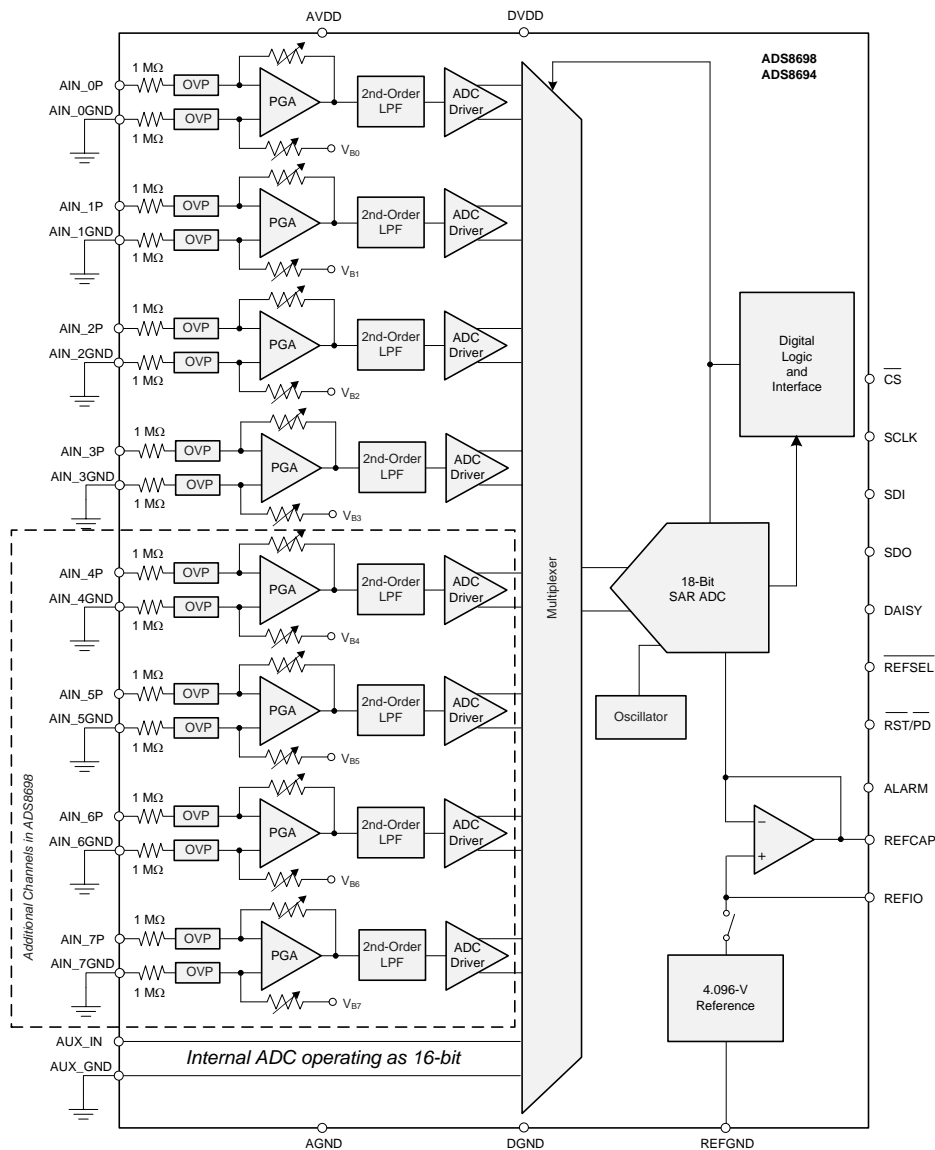 AVDD
DVDD
ADS8698
ADS8694
1 MΩ
AIN_0P
OVP
PGA
2nd-Order
LPF
ADC
Driver
AIN_0GND
OVP
1 MΩ
VB0
1 MΩ
AIN_1P
OVP
PGA
2nd-Order
LPF
ADC
Driver
AIN_1GND
OVP
1 MΩ
VB1
1 MΩ
AIN_2P
OVP
PGA
2nd-Order
LPF
ADC
Driver
AIN_2GND
OVP
1 MΩ
VB2
1 MΩ
AIN_3P
OVP
PGA
2nd-Order
LPF
ADC
Driver
AIN_3GND
OVP
1 MΩ
VB3
1 MΩ
AIN_4P
OVP
PGA
2nd-Order
LPF
ADC
Driver
AIN_4GND
OVP
1 MΩ
VB4
1 MΩ
AIN_5P
OVP
PGA
2nd-Order
LPF
ADC
Driver
AIN_5GND
OVP
1 MΩ
VB5
1 MΩ
AIN_6P
OVP
PGA
2nd-Order
LPF
ADC
Driver
AIN_6GND
OVP
1 MΩ
VB6
1 MΩ
AIN_7P
OVP
PGA
2nd-Order
LPF
ADC
Driver
AIN_7GND
OVP
1 MΩ
VB7
Additional Channels in ADS8698
AUX_IN
Internal ADC operating as 16-bit
AUX_GND
Multiplexer
Digital
Logic
and
Interface
18-Bit
SAR ADC
Oscillator
4.096-V
Reference
−
+
CS
SCLK
SDI
SDO
DAISY
REFSEL
RST/PD
ALARM
REFCAP
REFIO
AGND
DGND
REFGND